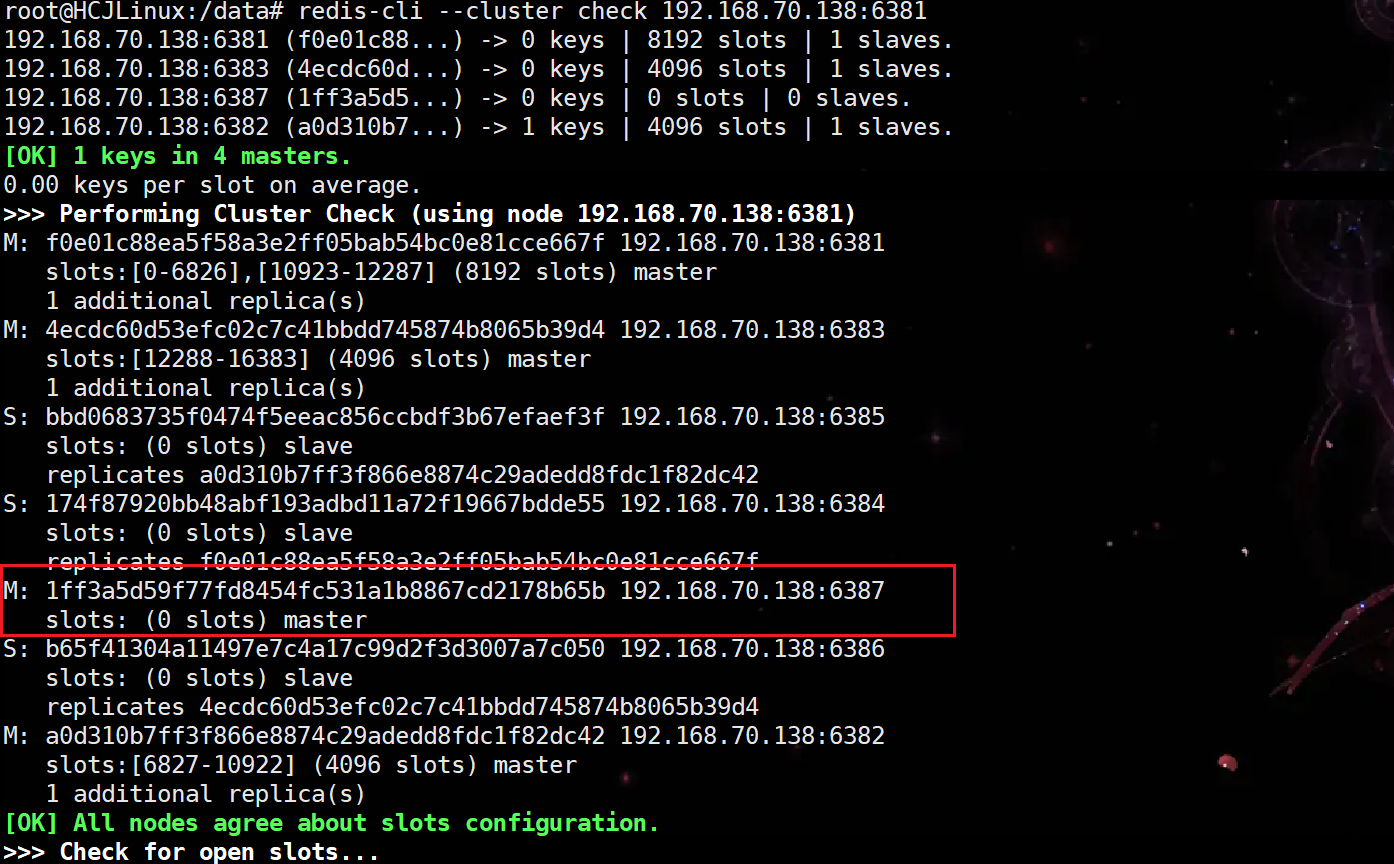 root@HCJLinux:/data# redis-cli --cluster check 192.168.70.138:6381
192.168.70.138:6381 (f0e01c88...) -> 0 keys | 8192 slots | 1 slaves.
192.168.70.138:6383 (4ecdc60d...) -> 0 keys | 4096 slots | 1 slaves.
192.168.70.138:6387 (1ff3a5d5...) -> 0 keys | 0 slots | 0 slaves.
192.168.70.138:6382 (a0d310b7...) -> 1 keys | 4096 slots | 1 slaves.
[OK] 1 keys in 4 masters.
0.00 keys per slot on average.
>>> Performing Cluster Check (using node 192.168.70.138:6381)
M: f0e01c88ea5f58a3e2ff05bab54bc0e81cce667f 192.168.70.138:6381
   slots:[0-6826],[10923-12287] (8192 slots) master
   1 additional replica(s)
M: 4ecdc60d53efc02c7c41bbdd745874b8065b39d4 192.168.70.138:6383
   slots:[12288-16383] (4096 slots) master
   1 additional replica(s)
S: bbd0683735f0474f5eeac856ccbdf3b67efaef3f 192.168.70.138:6385
   slots: (0 slots) slave
   replicates a0d310b7ff3f866e8874c29adedd8fdc1f82dc42
S: 174f87920bb48abf193adbd11a72f19667bdde55 192.168.70.138:6384
   slots: (0 slots) slave
   replicates f0e01c88ea5f58a3e2ff05bab54bc0e81cce667f
M: 1ff3a5d59f77fd8454fc531a1b8867cd2178b65b 192.168.70.138:6387
   slots: (0 slots) master
S: b65f41304a11497e7c4a17c99d2f3d3007a7c050 192.168.70.138:6386
   slots: (0 slots) slave
   replicates 4ecdc60d53efc02c7c41bbdd745874b8065b39d4
M: a0d310b7ff3f866e8874c29adedd8fdc1f82dc42 192.168.70.138:6382
   slots:[6827-10922] (4096 slots) master
   1 additional replica(s)
[OK] All nodes agree about slots configuration.
>>> Check for open slots...